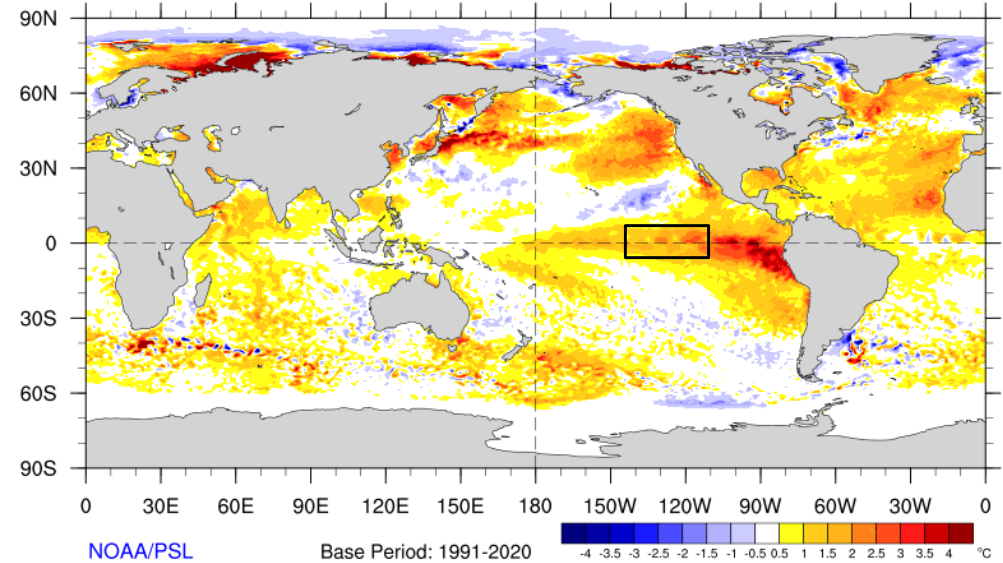 90N
60N
30N
0
30S
60S
90S
0 30E 60E 90E 120E 150E 180 150W 120W 90W 60W 30W 0
NOAA/PSL Base Period: 1991-2020
-4 -3.5 -3 -2.5 -2 -1.5 -1 -0.5 0.5 1 1.5 2 2.5 3 3.5 4 °C